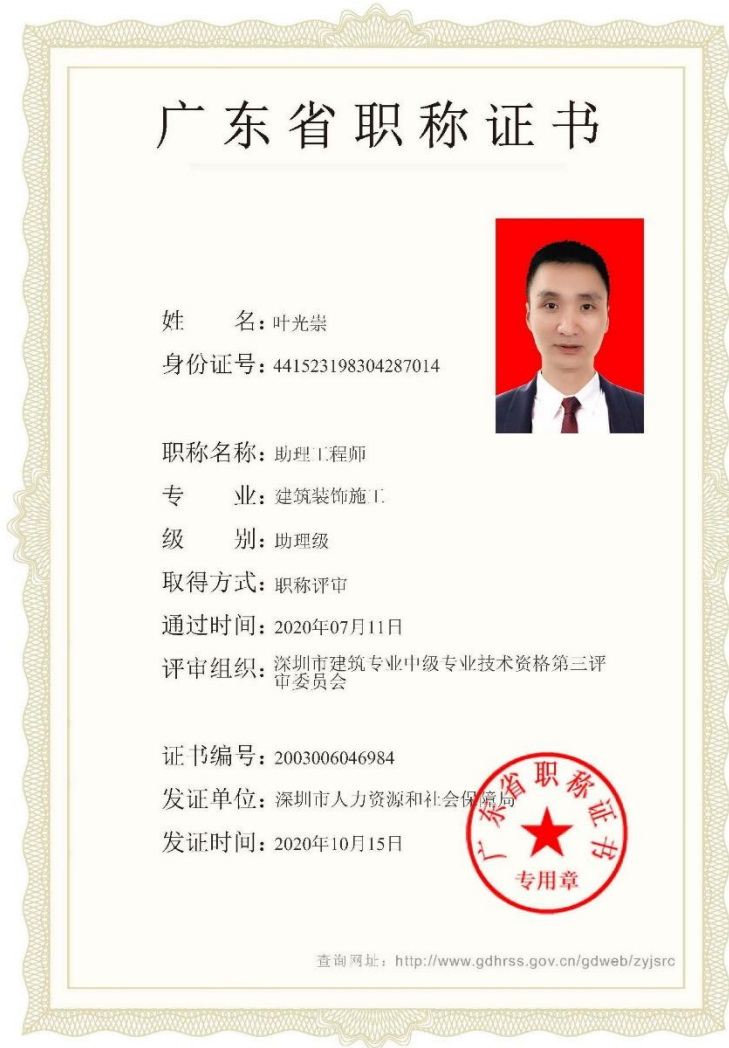 广东省职称证书
姓 名：叶光崇
身份证号：441523198304287014
职称名称：助理工程师
专 业：建筑装饰施工
级 别：助理级
取得方式：职称评审
通过时间：2020年07月11日
评审组织：深圳市建筑专业中级专业技术资格第三评
审委员会
证书编号：2003006046984
发证单位：深圳市人力资源和社会保障局
发证时间：2020年10月15日
广东省职称证书
专用章
查询网址：http://www.gdhrss.gov.cn/gdweb/zyjsrc